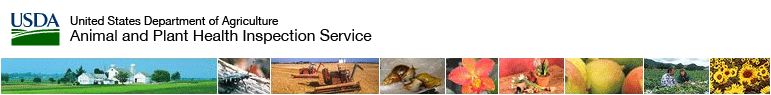 USDA
United States Department of Agriculture
Animal and Plant Health Inspection Service